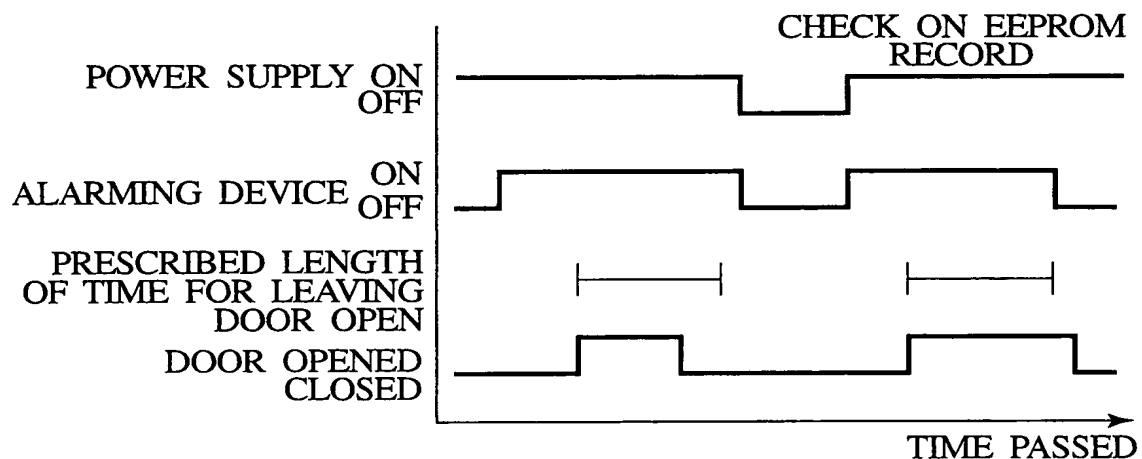 CHECK ON EEPROM
RECORD
POWER SUPPLY ON
OFF
ALARMING DEVICE ON
OFF
PRESCRIBED LENGTH
OF TIME FOR LEAVING
DOOR OPEN
DOOR OPENED
CLOSED
TIME PASSED